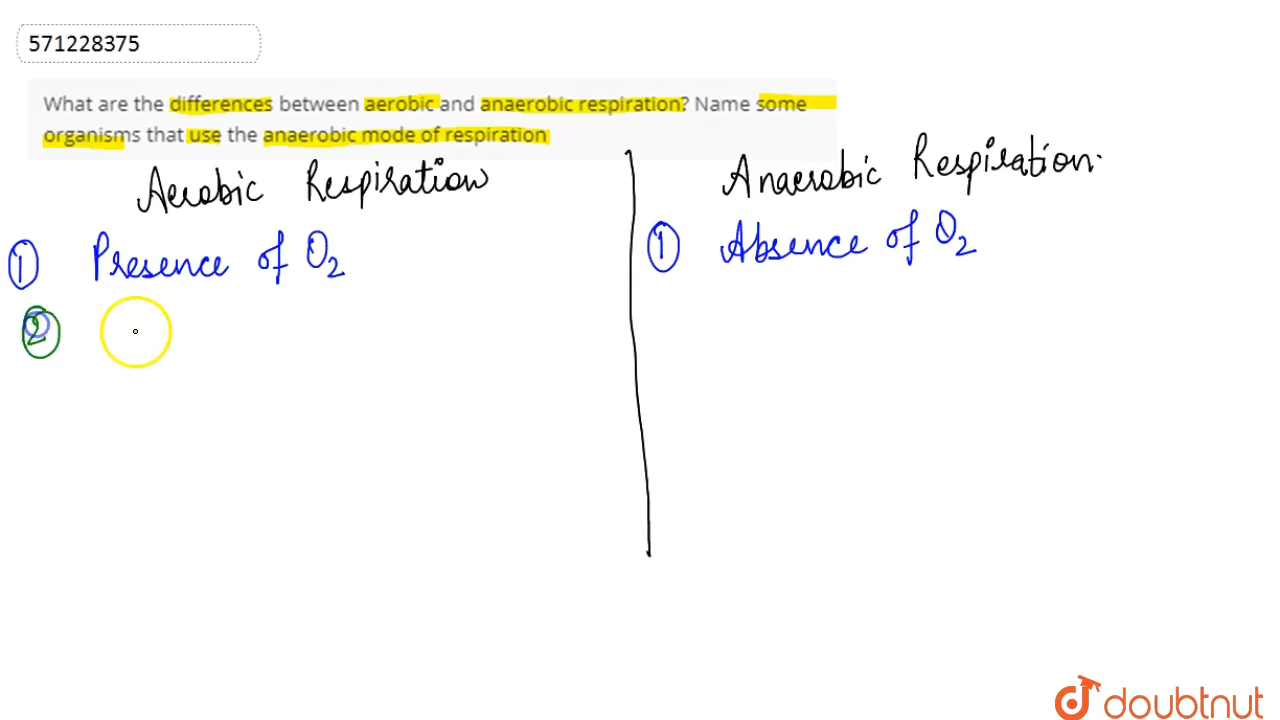 571228375
What are the differences between aerobic and anaerobic respiration? Name some
organisms that use the anaerobic mode of respiration
Aerobic Respiration
Anaerobic Respiration.
① Presence of O₂
① Absence of O₂
②
doubtnut